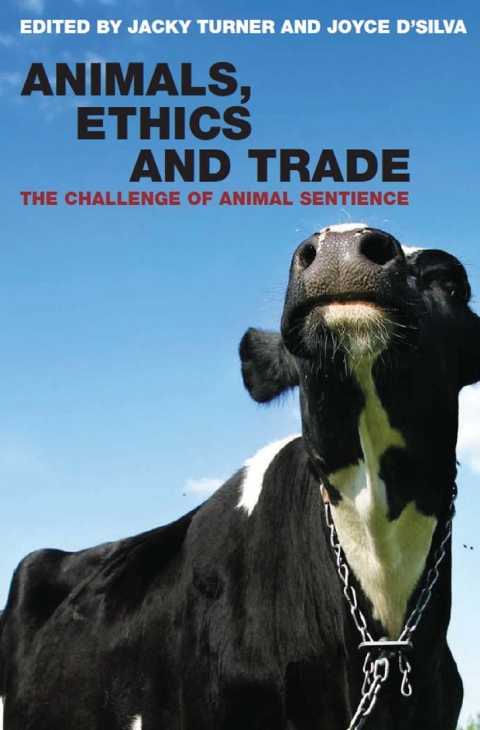 EDITED BY JACKY TURNER AND JOYCE D'SILVA
ANIMALS,
ETHICS
AND TRADE
THE CHALLENGE OF ANIMAL SENTIENCE